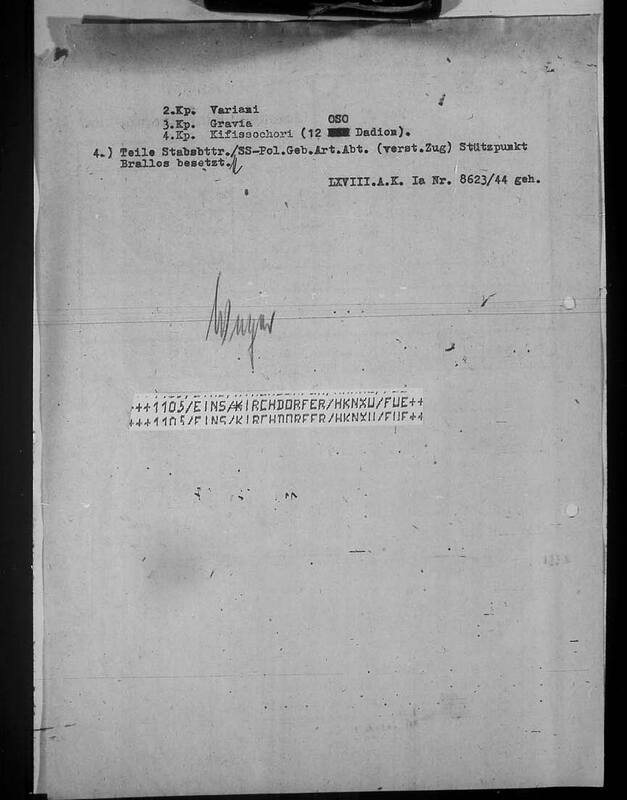 2.Kp. Variani
3.Kp. Gravia
OSO
4.Kp. Kifissochori (12 Dadion).
4.) Teile Stabsbttr./SS-Pol.Geb.Art.Abt. (verst.Zug) Stützpunkt
Brallos besetzt.
LXVIII.A.K. Ia Nr. 8623/44 geh.
++1105/EINS/KIRCHDORFER/HKNXU/FUE++
+++1105/EINS/KIRCHDORFER/HKNXU/FUE++